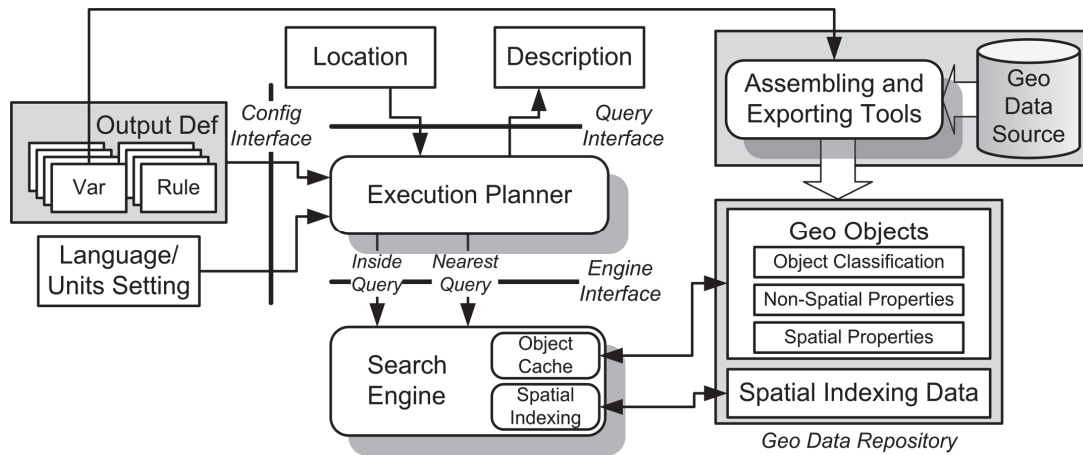 Location
Description
Assembling and
Exporting Tools
Geo
Data
Source
Output Def
Var
Rule
Config
Interface
Query
Interface
Execution Planner
Language/
Units Setting
Inside
Query
Nearest
Query
Engine
Interface
Search
Engine
Object
Cache
Spatial
Indexing
Geo Objects
Object Classification
Non-Spatial Properties
Spatial Properties
Spatial Indexing Data
Geo Data Repository